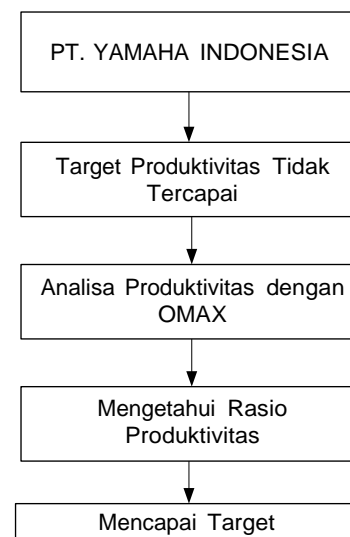 PT. YAMAHA INDONESIA
Target Produktivitas Tidak
Tercapai
Analisa Produktivitas dengan
OMAX
Mengetahui Rasio
Produktivitas
Mencapai Target